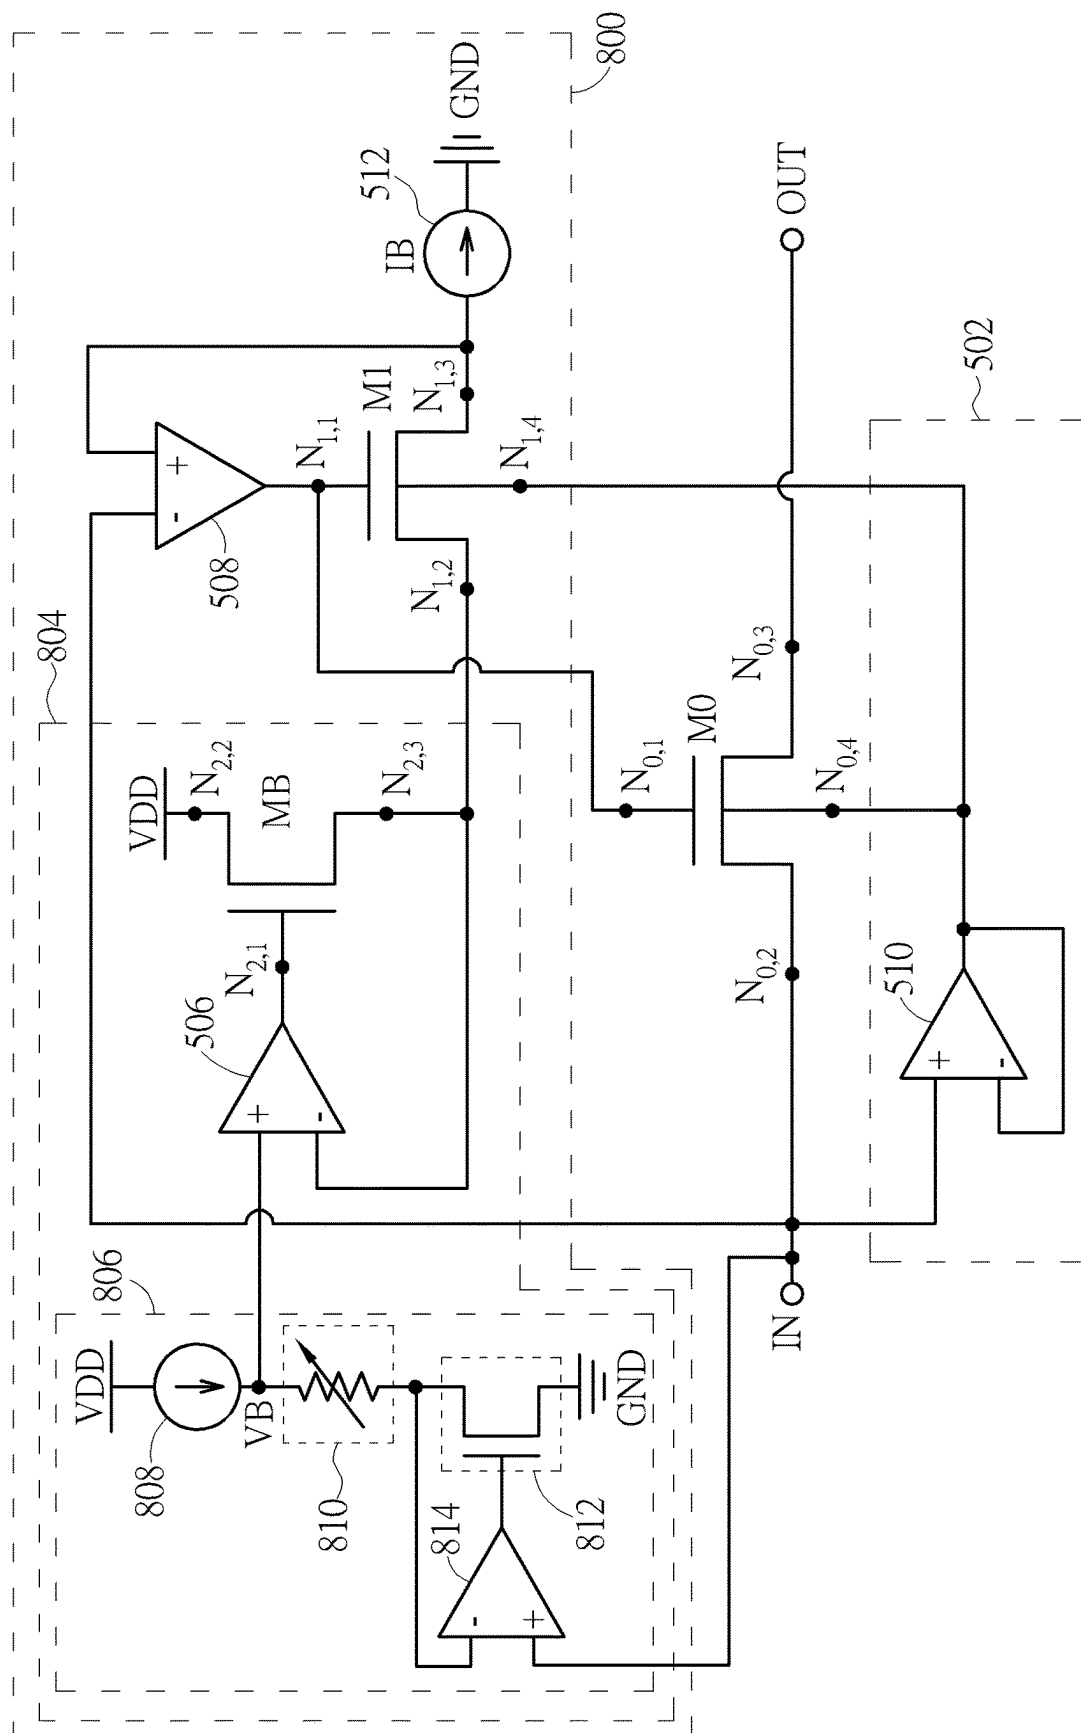 800
804
806
VDD
808
VB
810
814
-
+
812
GND
IN
506
+
-
N2,1
VDD
N2,2
MB
N2,3
508
-
+
N1,1
M1
N1,2
N1,3
N1,4
IB
512
GND
N0,1
M0
N0,2
N0,3
N0,4
OUT
502
510
+
-